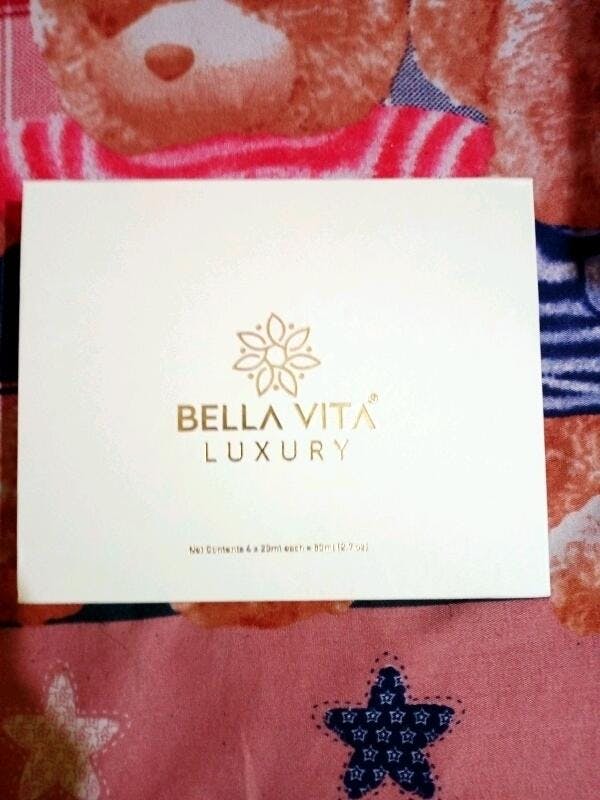 BELLA VITA®
LUXURY
Net Contents 4 x 20ml each = 80ml (2.7 oz)